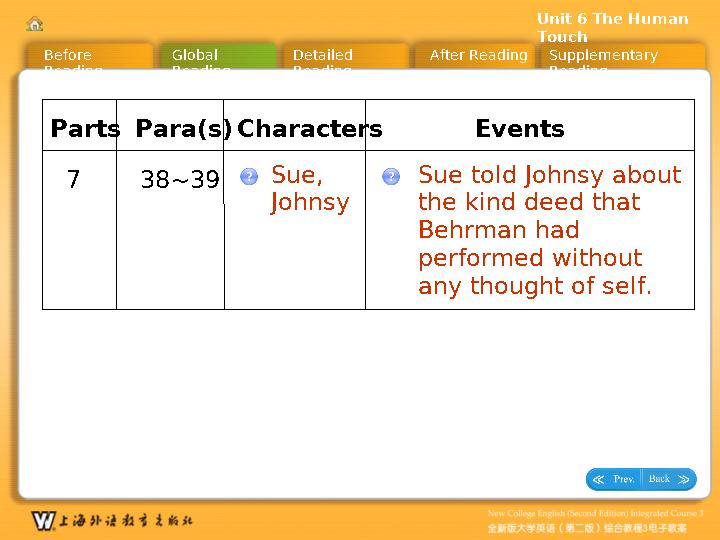 Unit 6 The Human
Touch
Before
Reading
Global
Reading
Detailed
Reading
After Reading
Supplementary
Reading
Parts Para(s) Characters Events
7 38~39 Sue,
Johnsy
Sue told Johnsy about
the kind deed that
Behrman had
performed without
any thought of self.
Prev. Back
New College English (Second Edition) Integrated Course 3
上海外语教育出版社
全新版大学英语（第二版）综合教程3电子教案